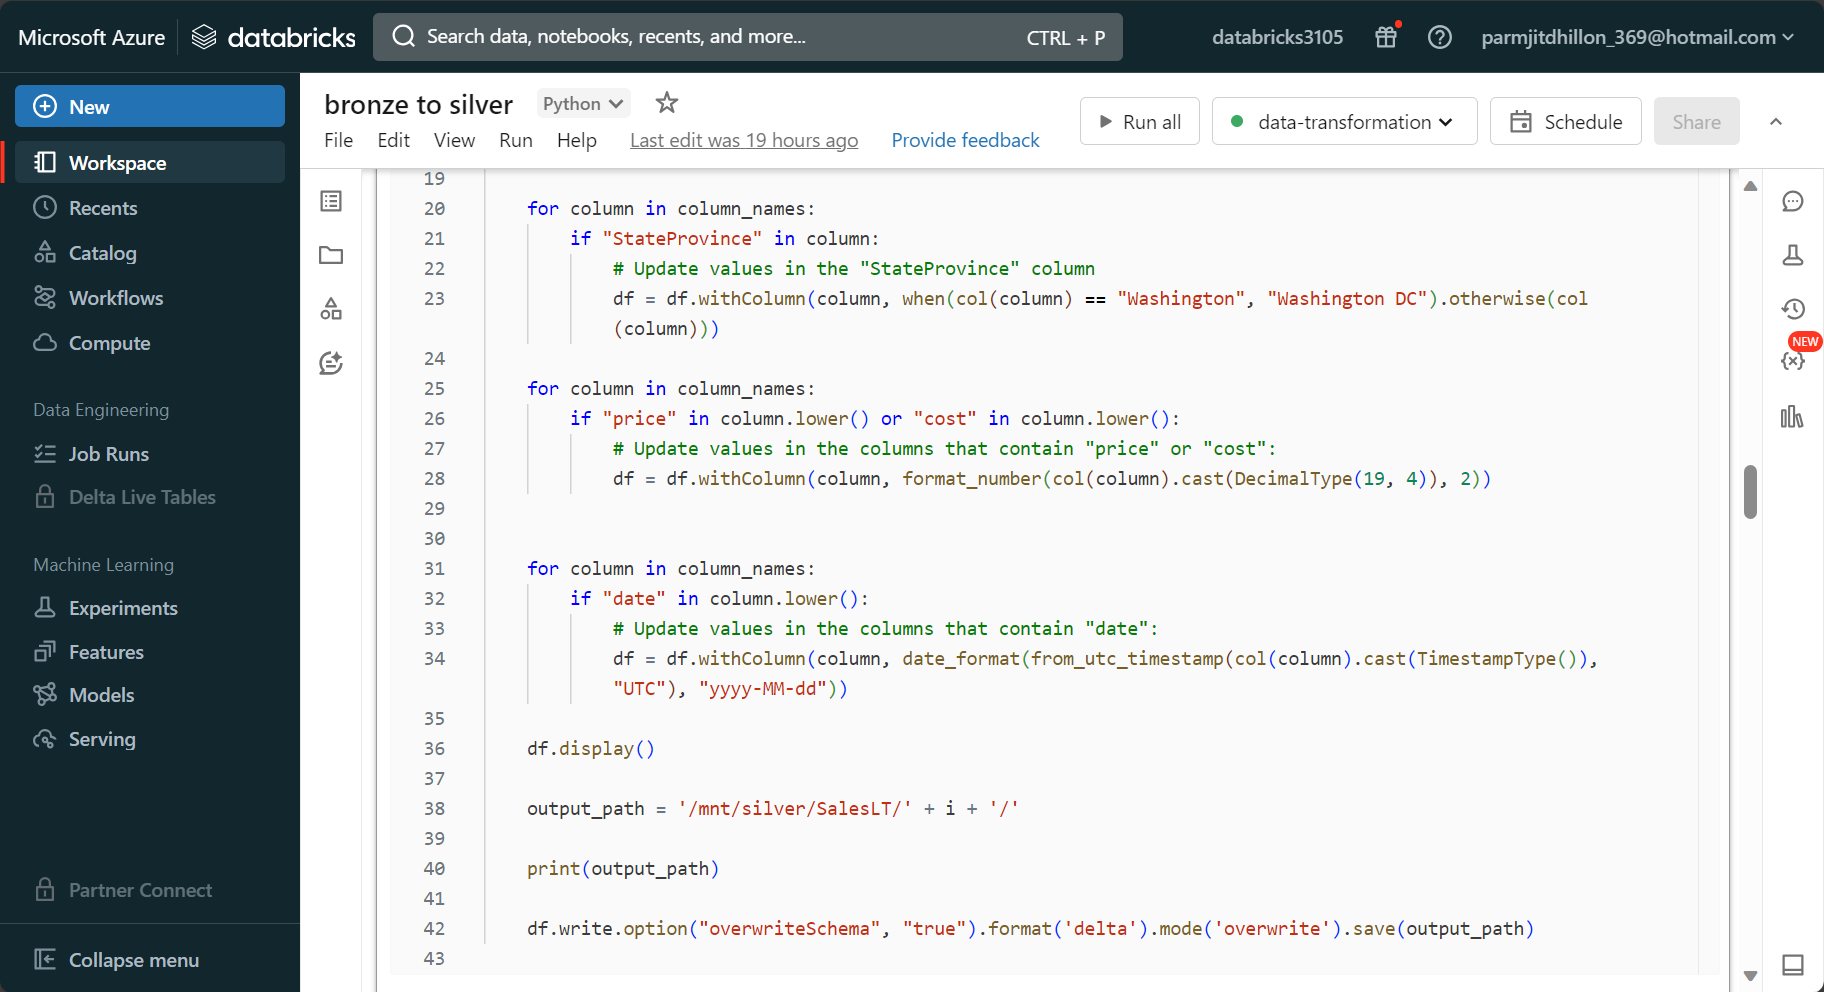 Microsoft Azure databricks Search data, notebooks, recents, and more... CTRL + P databricks3105 parmjitdhillon_369@hotmail.com
New
Workspace
Recents
Catalog
Workflows
Compute
Data Engineering
Job Runs
Delta Live Tables
Machine Learning
Experiments
Features
Models
Serving
Partner Connect
Collapse menu
bronze to silver Python
File Edit View Run Help Last edit was 19 hours ago Provide feedback
Run all data-transformation Schedule Share
19
20 for column in column_names:
21 if "StateProvince" in column:
22 # Update values in the "StateProvince" column
23 df = df.withColumn(column, when(col(column) == "Washington", "Washington DC").otherwise(col
(column)))
24
25 for column in column_names:
26 if "price" in column.lower() or "cost" in column.lower():
27 # Update values in the columns that contain "price" or "cost":
28 df = df.withColumn(column, format_number(col(column).cast(DecimalType(19, 4)), 2))
29
30
31 for column in column_names:
32 if "date" in column.lower():
33 # Update values in the columns that contain "date":
34 df = df.withColumn(column, date_format(from_utc_timestamp(col(column).cast(TimestampType()),
"UTC"), "yyyy-MM-dd"))
35
36 df.display()
37
38 output_path = '/mnt/silver/SalesLT/' + i + '/'
39
40 print(output_path)
41
42 df.write.option("overwriteSchema", "true").format('delta').mode('overwrite').save(output_path)
43
NEW